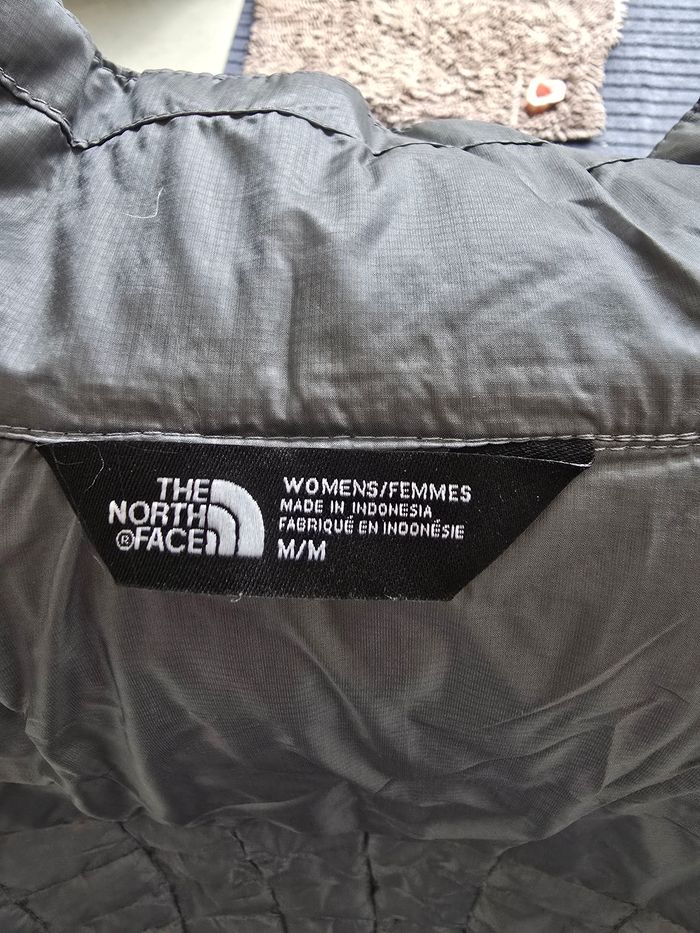 THE
NORTH
®FACE
WOMENS/FEMMES
MADE IN INDONESIA
FABRIQUÉ EN INDONÉSIE
M/M